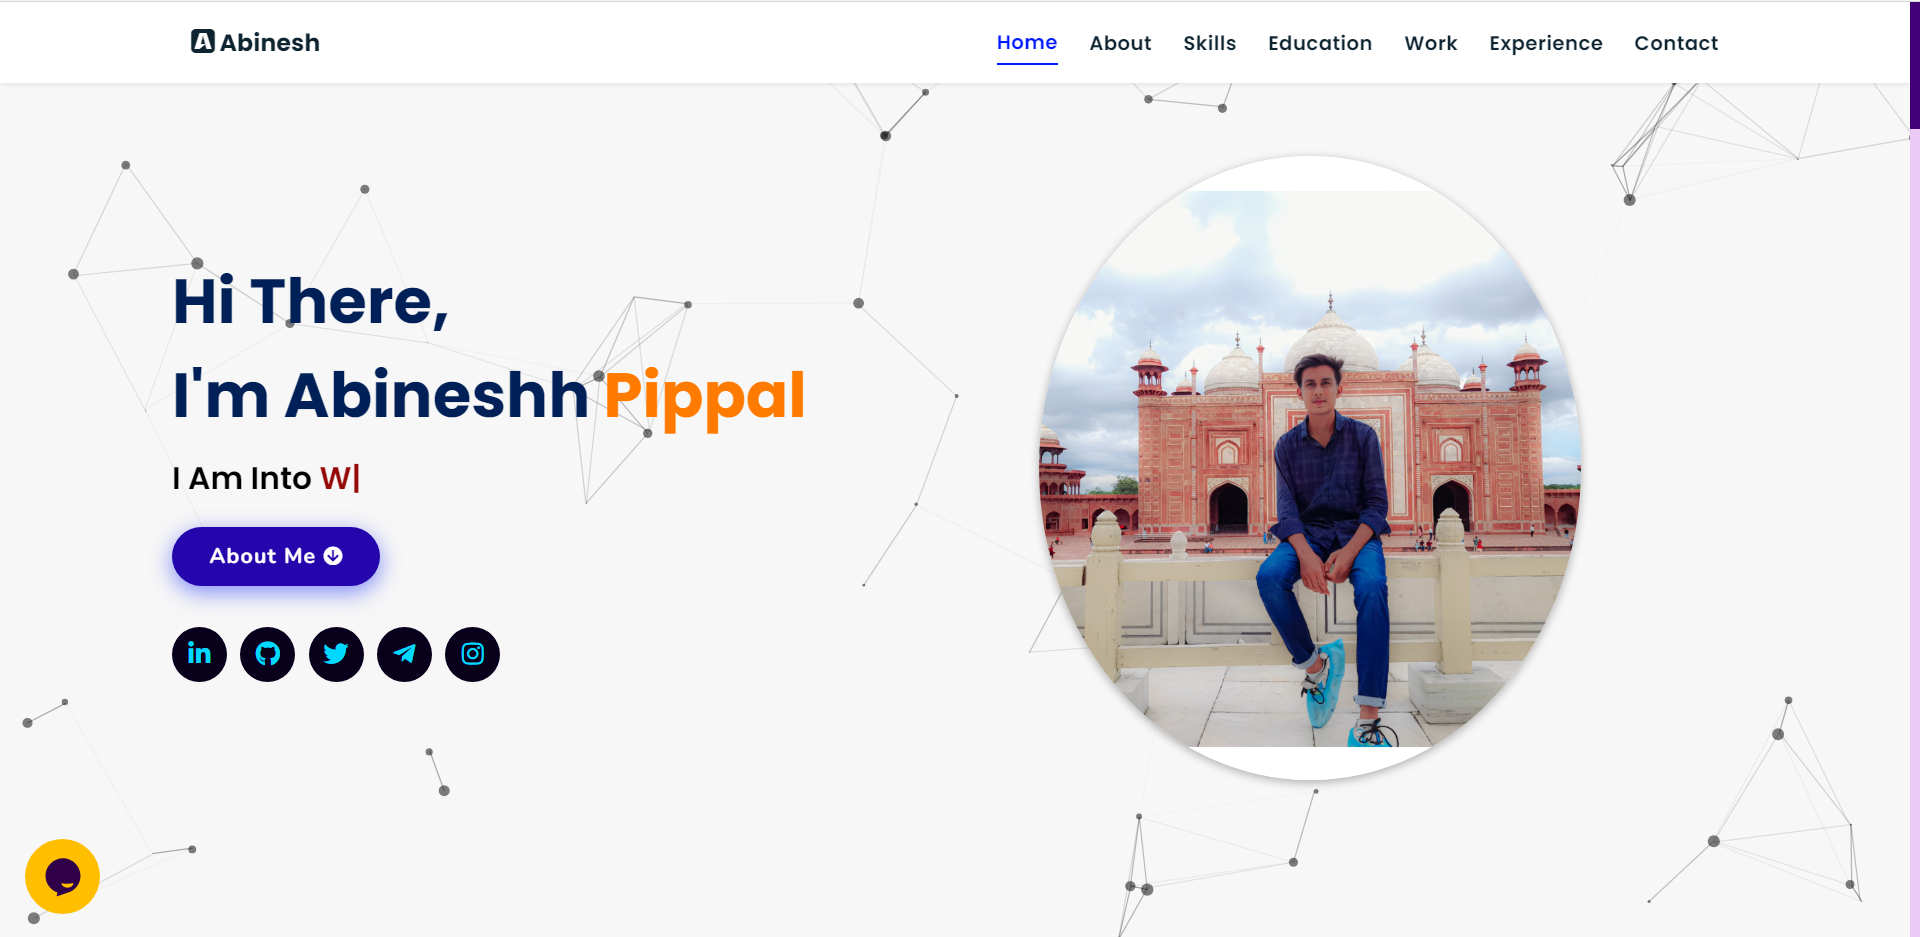 Abinesh
Home About Skills Education Work Experience Contact
Hi There,
I'm Abineshh Pippal
I Am Into W|
About Me